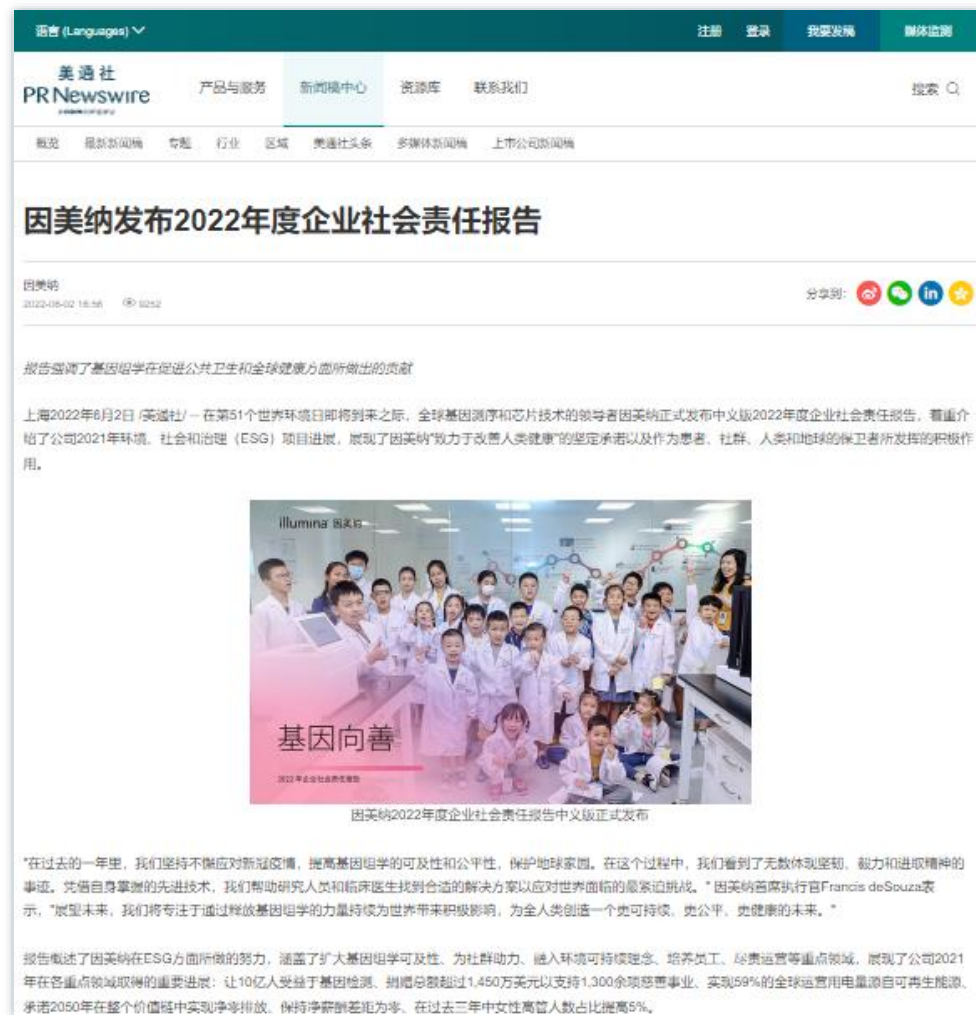 语言 (Languages)
注册 登录 我要发稿 媒体监测
美通社
PR Newswire
产品与服务 新闻稿中心 资源库 联系我们
搜索
概览 最新新闻稿 专题 行业 区域 美通社头条 多媒体新闻稿 上市公司新闻稿
因美纳发布2022年度企业社会责任报告
因美纳
2022-06-02 16:56 9252
分享到:
报告强调了基因组学在促进公共卫生和全球健康方面所做出的贡献
上海2022年6月2日 /美通社/ -- 在第51个世界环境日即将到来之际，全球基因测序和芯片技术的领导者因美纳正式发布中文版2022年度企业社会责任报告，着重介
绍了公司2021年环境、社会和治理（ESG）项目进展，展现了因美纳"致力于改善人类健康"的坚定承诺以及作为患者、社群、人类和地球的保卫者所发挥的积极作
用。
illumina 因美纳
基因向善
2022年企业社会责任报告
因美纳2022年度企业社会责任报告中文版正式发布
"在过去的一年里，我们坚持不懈应对新冠疫情，提高基因组学的可及性和公平性，保护地球家园。在这个过程中，我们看到了无数体现坚韧、毅力和进取精神的
事迹。凭借自身掌握的先进技术，我们帮助研究人员和临床医生找到合适的解决方案以应对世界面临的最紧迫挑战。" 因美纳首席执行官Francis deSouza表
示，"展望未来，我们将专注于通过释放基因组学的力量持续为世界带来积极影响，为全人类创造一个更可持续、更公平、更健康的未来。"
报告概述了因美纳在ESG方面所做的努力，涵盖了扩大基因组学可及性、为社群助力、融入环境可持续理念、培养员工、尽责运营等重点领域，展现了公司2021
年在各重点领域取得的重要进展：让10亿人受益于基因检测、捐赠总额超过1,450万美元以支持1,300余项慈善事业、实现59%的全球运营用电量源自可再生能源、
承诺2050年在整个价值链中实现净零排放、保持净薪酬差距为零、在过去三年中女性高管人数占比提高5%。